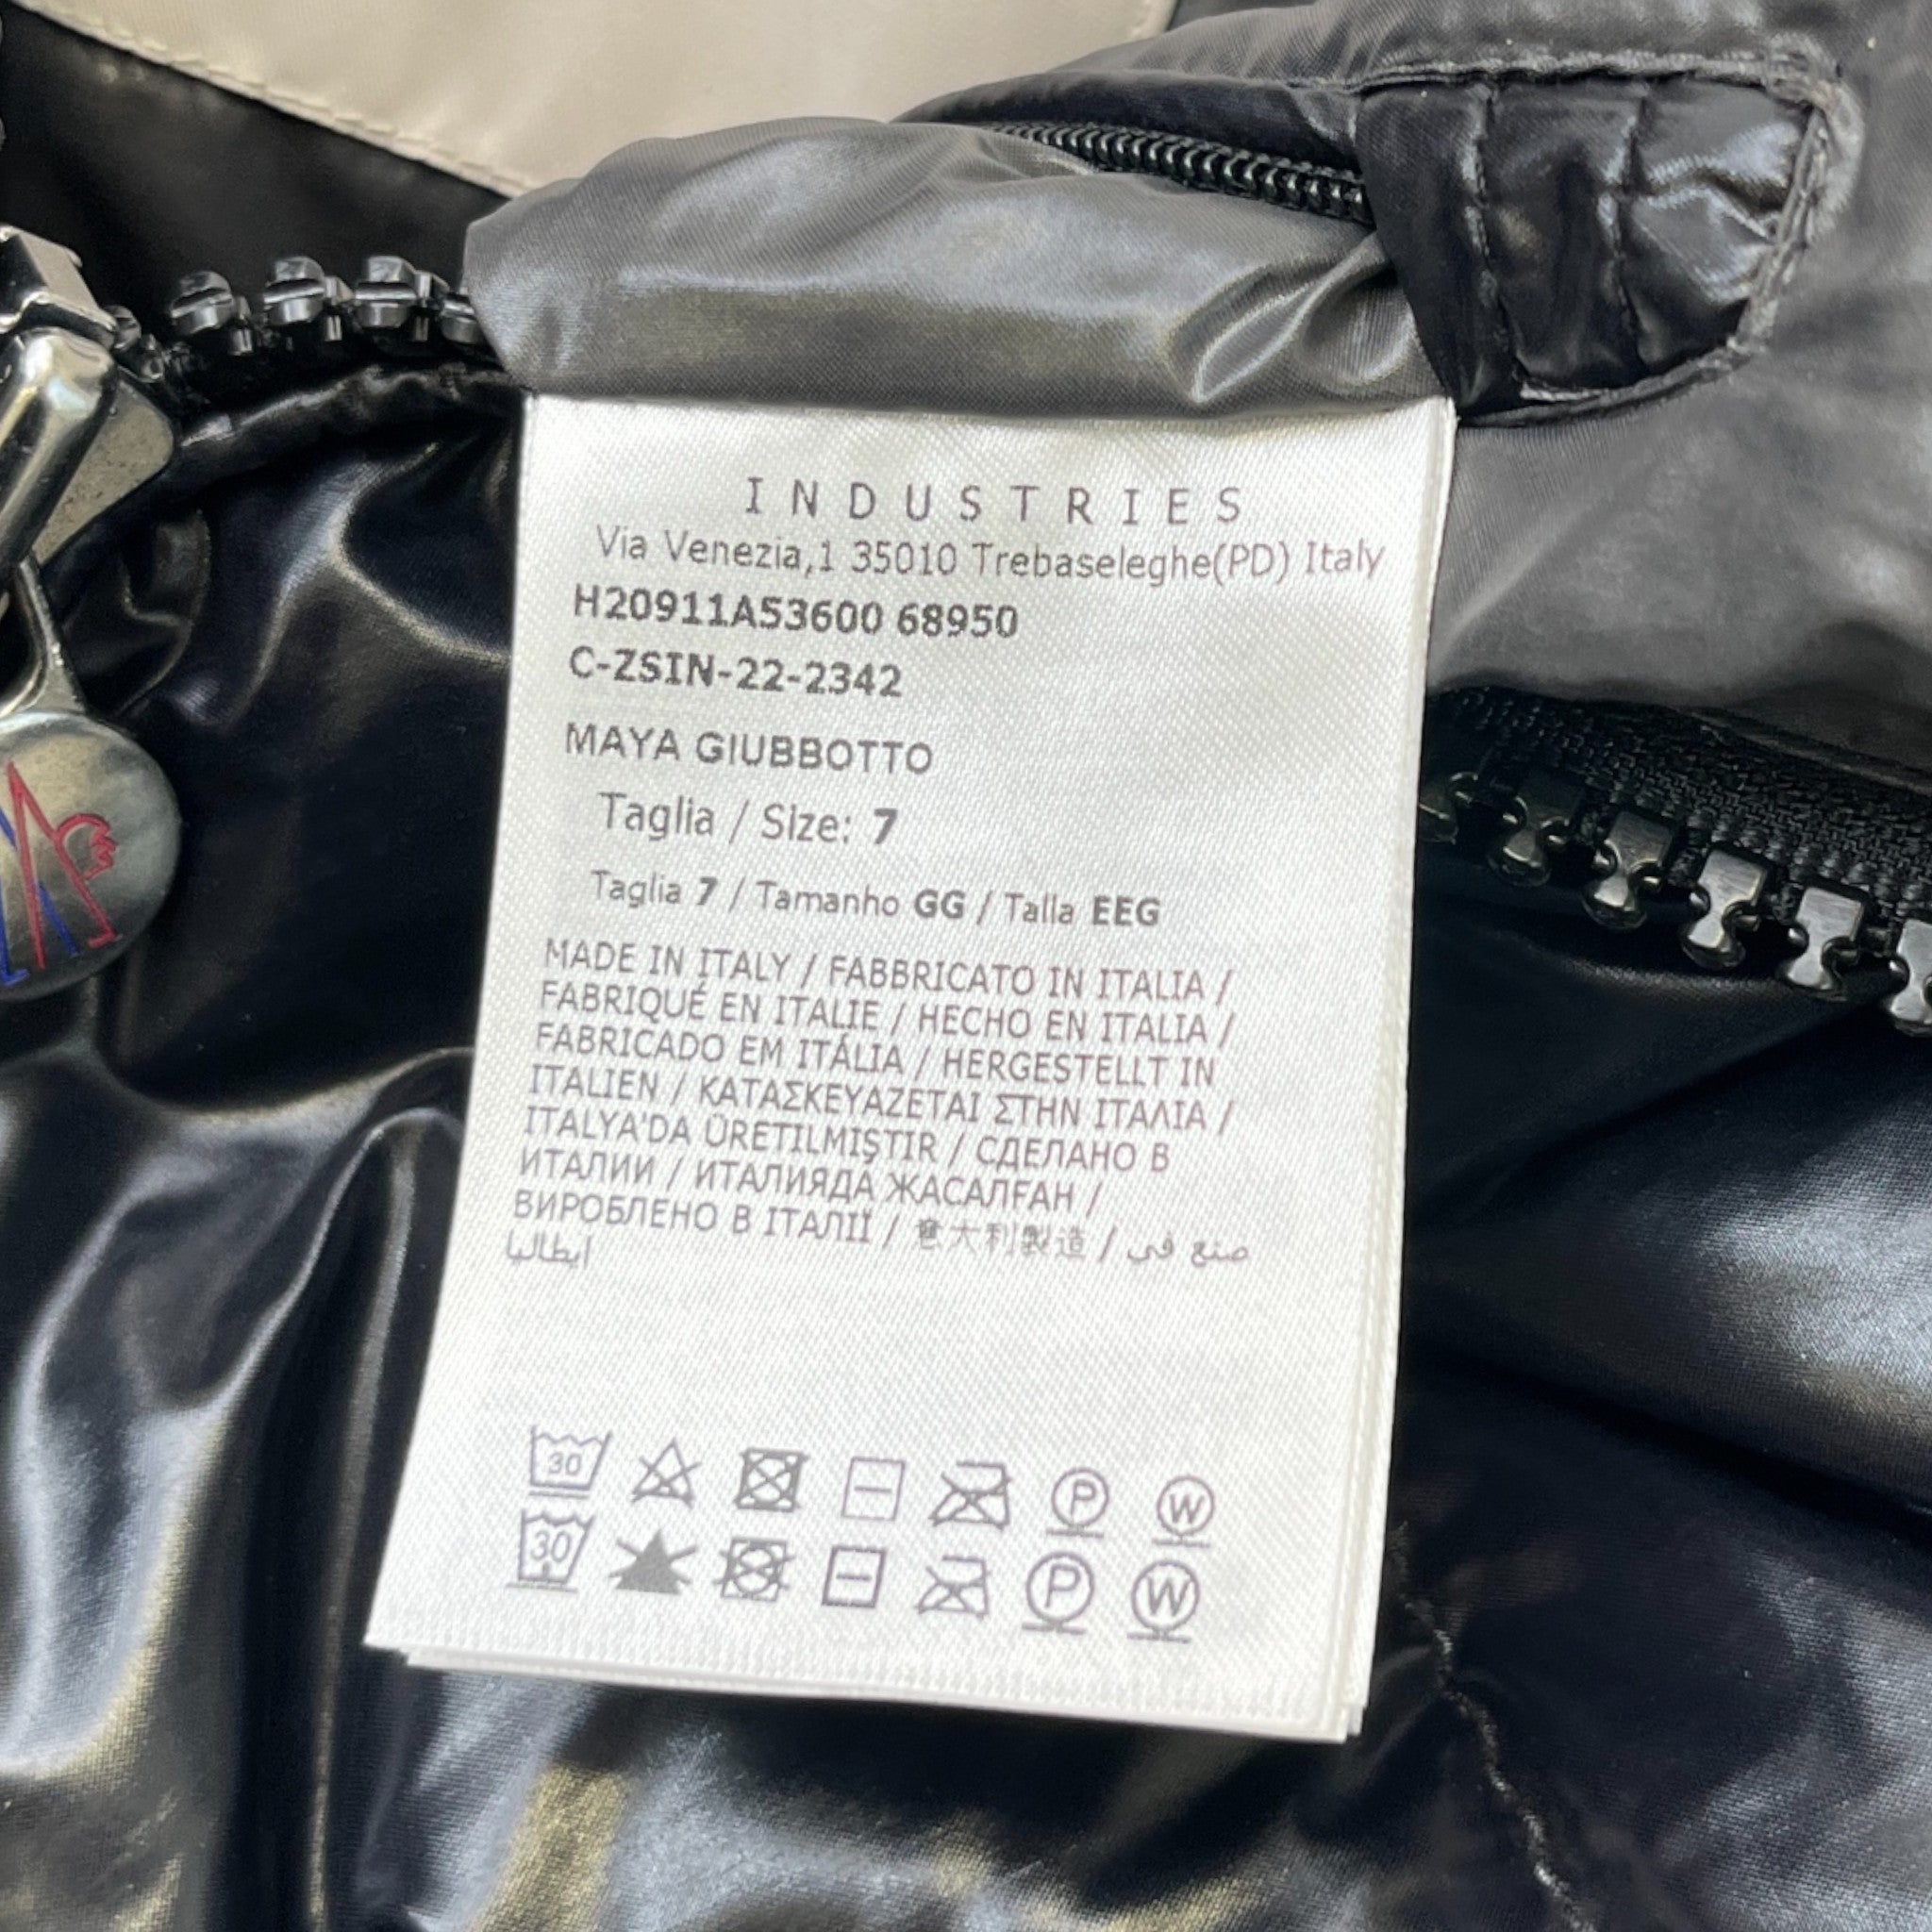 INDUSTRIES
Via Venezia,1 35010 Trebaseleghe(PD) Italy
H20911A53600 68950
C-ZSIN-22-2342
MAYA GIUBBOTTO
Taglia / Size: 7
Taglia 7 / Tamanho GG / Talla EEG
MADE IN ITALY / FABBRICATO IN ITALIA /
FABRIQUÉ EN ITALIE / HECHO EN ITALIA /
FABRICADO EM ITÁLIA / HERGESTELLT IN
ITALIEN / ΚΑΤΑΣΚΕΥΑΖΕΤΑΙ ΣΤΗΝ ΙΤΑΛΙΑ /
ITALYA'DA ÜRETILMIŞTIR / СДЕЛАНО В
ИТАЛИИ / ИТАЛИЯДА ЖАСАЛҒАН /
ВИРОБЛЕНО В ІТАЛІЇ / 意大利製造 / صنع في
إيطاليا
30 P W
30 P W